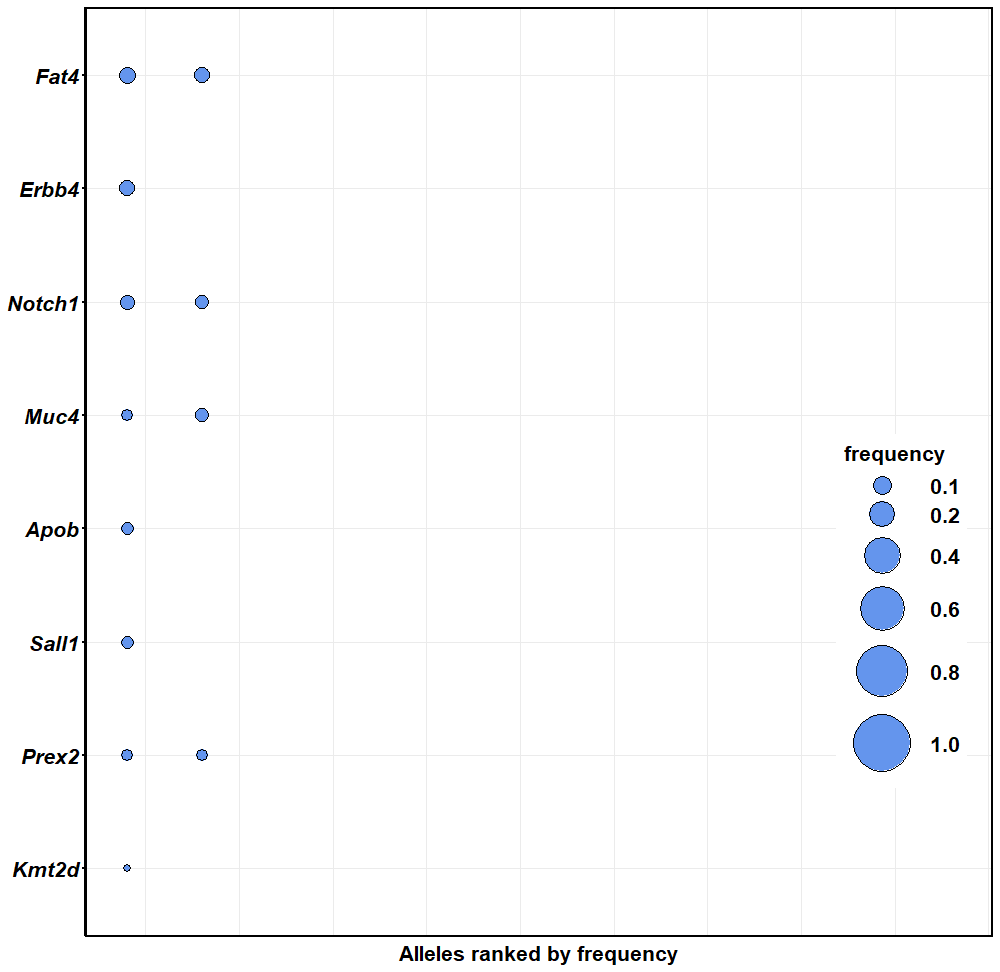 Fat4
Erbb4
Notch1
Muc4
Apob
Sall1
Prex2
Kmt2d
frequency
0.1
0.2
0.4
0.6
0.8
1.0
Alleles ranked by frequency